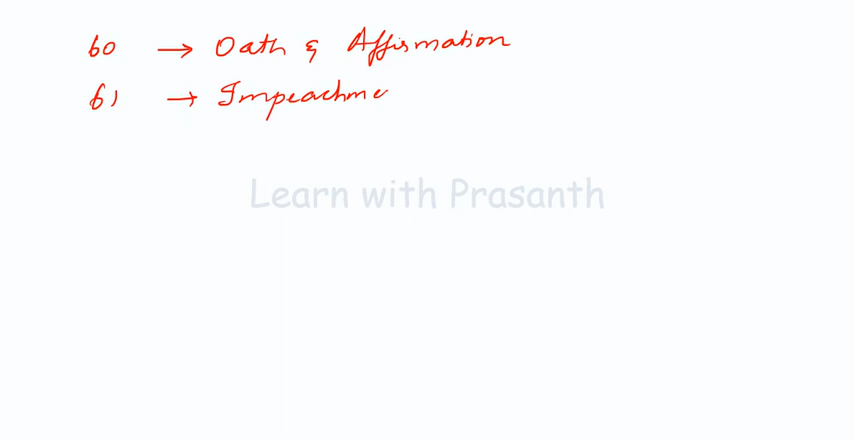 60 → Oath & Affirmation
61 → Impeachme
Learn with Prasanth